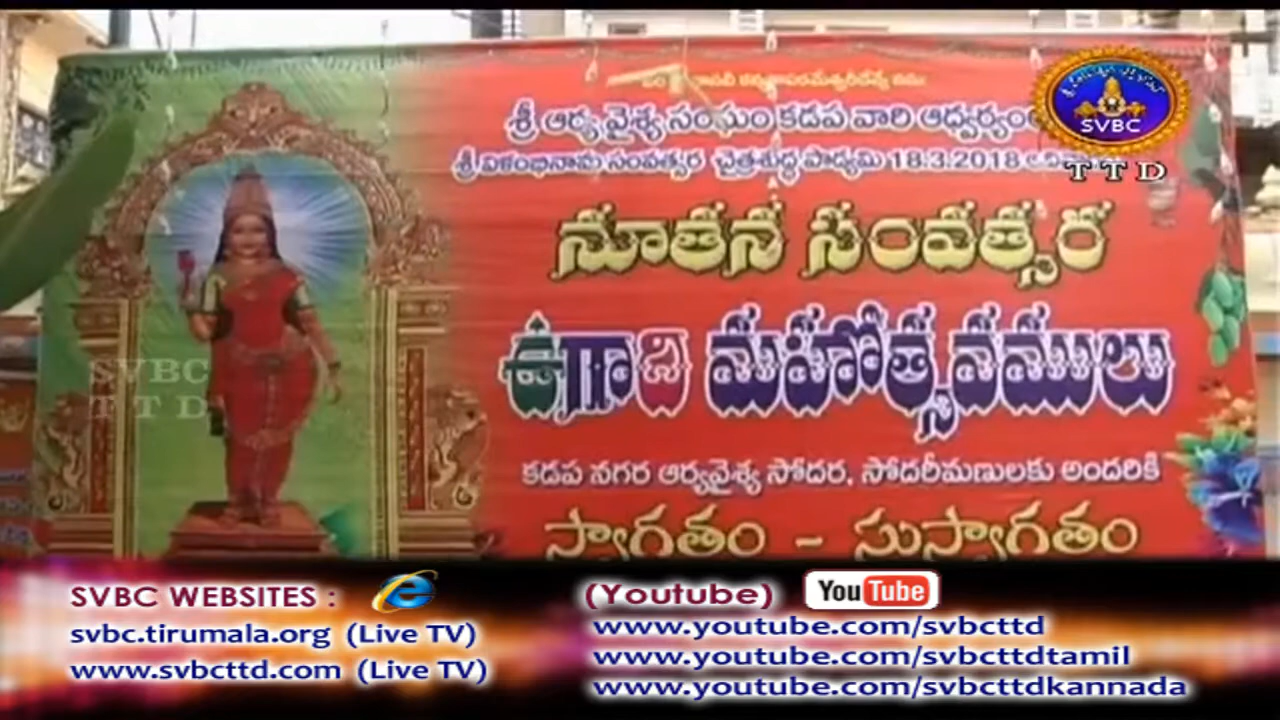 శ్రీ ఆర్య వైశ్య సంఘం కడప వారి ఆధ్వర్యం
శ్రీ విళంబినామ సంవత్సర చైత్రశుద్ధ పాడ్యమి 18.3.2018
SVBC
TTD
నూతన సంవత్సర
ఉగాది మహోత్సవములు
SVBC
TTD
కడప నగర ఆర్యవైశ్య సోదర, సోదరీమణులకు అందరికి
స్వాగతం - సుస్వాగతం
SVBC WEBSITES :
svbc.tirumala.org (Live TV)
www.svbcttd.com (Live TV)
(Youtube) YouTube
www.youtube.com/svbcttd
www.youtube.com/svbcttdtamil
www.youtube.com/svbcttdkannada